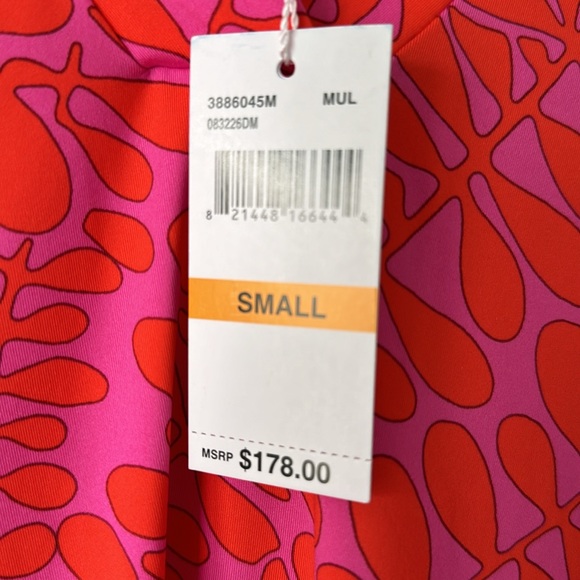 3886045M MUL
083226DM
8 21448 16644 4
SMALL
MSRP $178.00